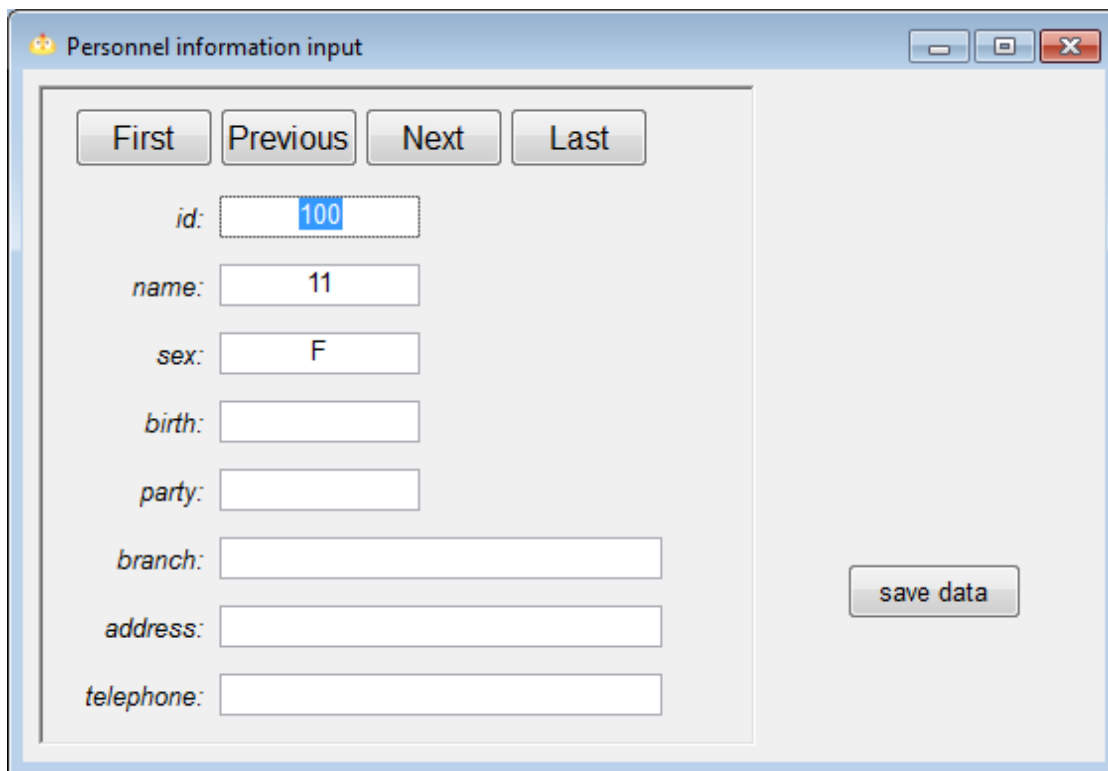 Personnel information input
First Previous Next Last
id: 100
name: 11
sex: F
birth:
party:
branch:
save data
address:
telephone: